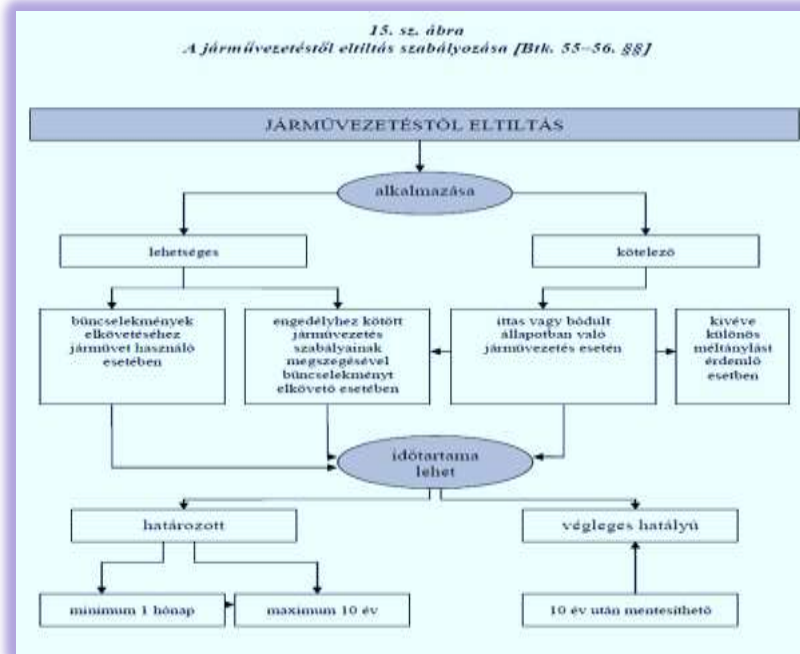 15. sz. ábra
A járművezetéstől eltiltás szabályozása [Btk. 55–56. §§]
JÁRMŰVEZETÉSTŐL ELTILTÁS
alkalmazása
lehetséges
kötelező
bűncselekmények
elkövetéséhez
járművet használó
esetében
engedélyhez kötött
járművezetés
szabályainak
megszegésével
bűncselekményt
elkövető esetében
ittas vagy bódult
állapotban való
járművezetés esetén
kivéve
különös
méltánylást
érdemlő
esetben
időtartama
lehet
határozott
végleges hatályú
minimum 1 hónap
maximum 10 év
10 év után mentesíthető